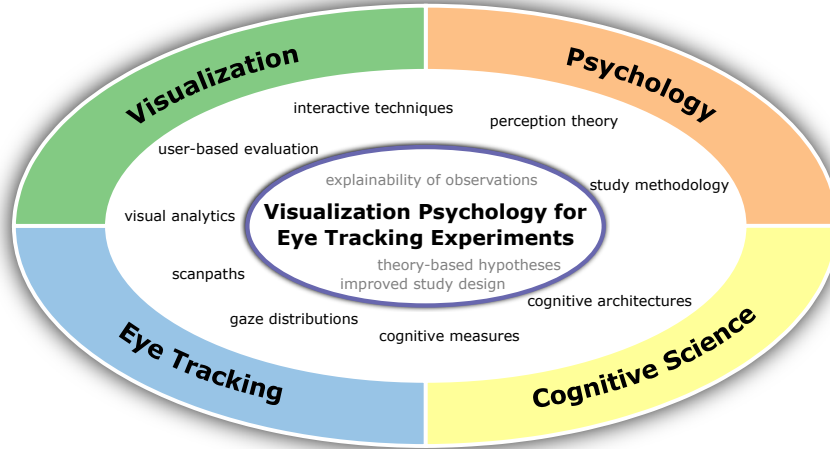 Visualization
Psychology
interactive techniques
perception theory
user-based evaluation
explainability of observations
study methodology
Visualization Psychology for
Eye Tracking Experiments
visual analytics
theory-based hypotheses
scanpaths
improved study design
cognitive architectures
gaze distributions
cognitive measures
Eye Tracking
Cognitive Science